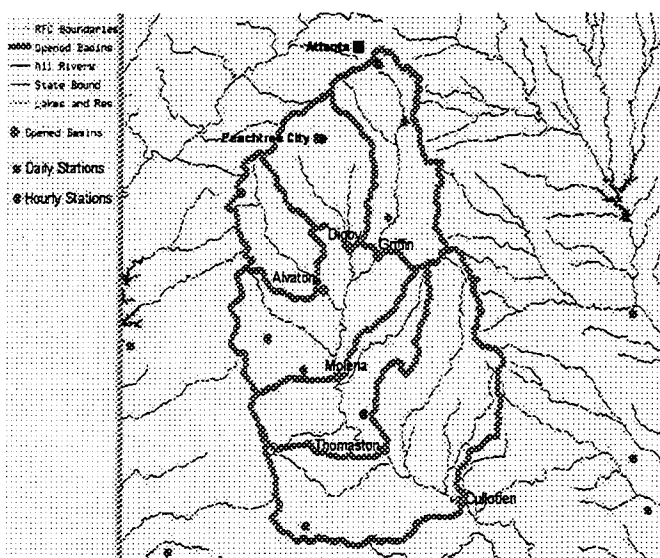 RFC Boundaries
Opened Basins
All Rivers
State Bound
Lakes and Res
Opened Basins
Daily Stations
Hourly Stations
Atlanta
Peachtree City
Digby
Griffin
Alvaton
Molena
Thomaston
Culloden